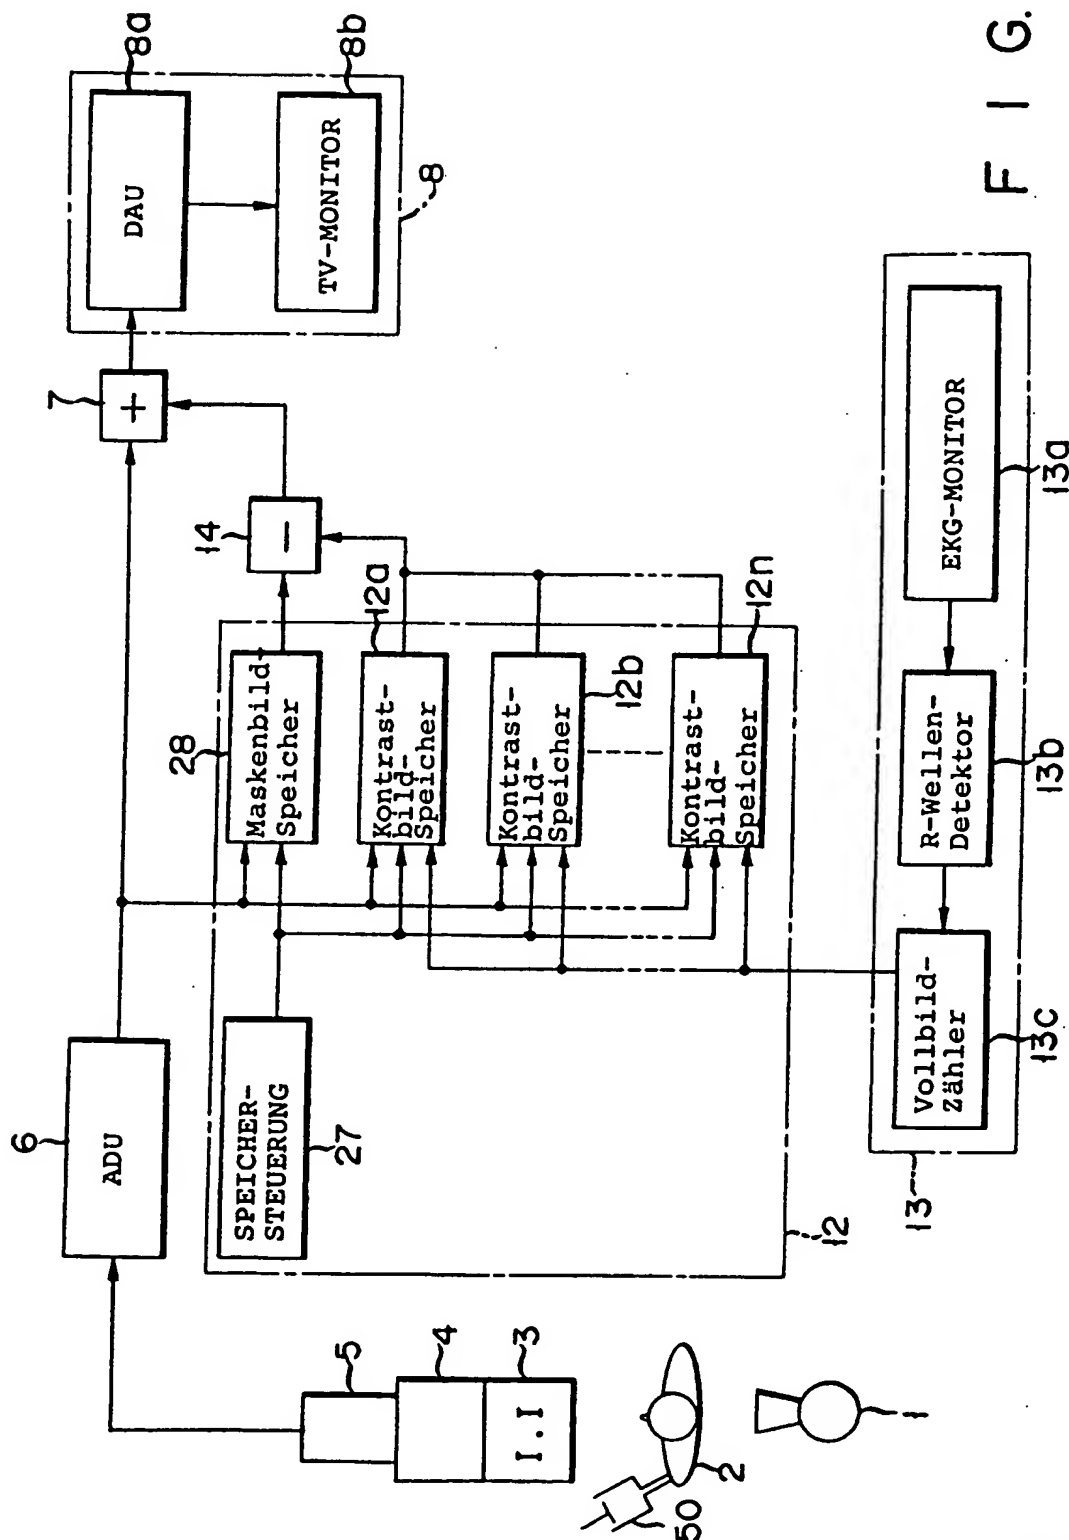 6
ADU
7
+
8a
DAU
TV-MONITOR
8b
8
14
−
SPEICHER-
STEUERUNG
27
28
Maskenbild-
Speicher
12a
Kontrast-
bild-
Speicher
Kontrast-
bild-
Speicher
12b
12n
Kontrast-
bild-
Speicher
12
5
4
3
I.I
2
50
1
13
Vollbild-
Zähler
13c
R-Wellen-
Detektor
13b
EKG-MONITOR
13a
FIG.